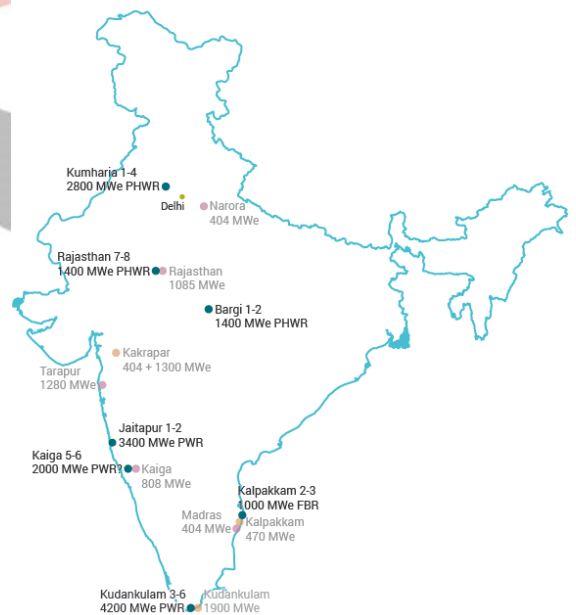 Kumharia 1-4
2800 MWe PHWR
Delhi
Narora
404 MWe
Rajasthan 7-8
1400 MWe PHWR
Rajasthan
1085 MWe
Bargi 1-2
1400 MWe PHWR
Kakrapar
404 + 1300 MWe
Tarapur
1280 MWe
Jaitapur 1-2
3400 MWe PWR
Kaiga 5-6
2000 MWe PWR?
Kaiga
808 MWe
Kalpakkam 2-3
1000 MWe FBR
Madras
404 MWe
Kalpakkam
470 MWe
Kudankulam 3-6
4200 MWe PWR
Kudankulam
1900 MWe